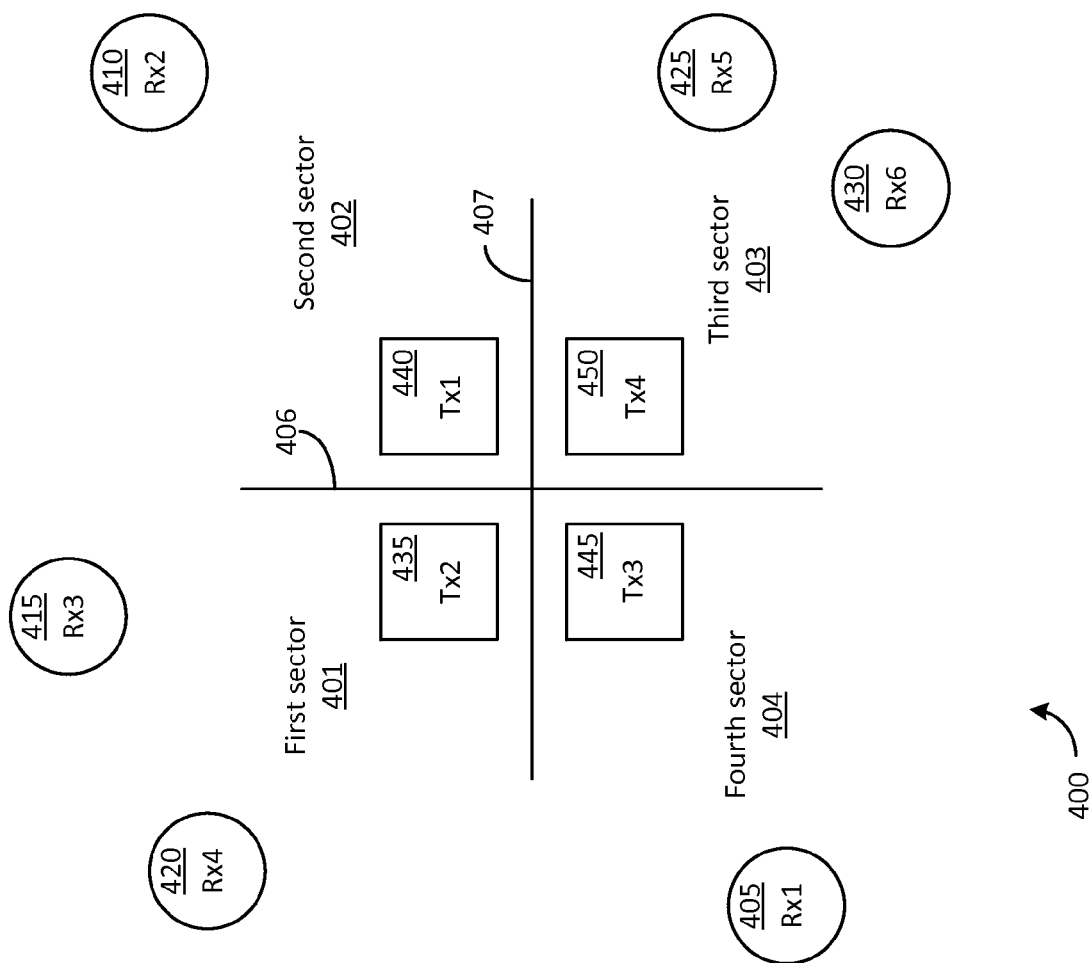 410
Rx2
415
Rx3
420
Rx4
Second sector
402
406
407
First sector
401
440
Tx1
435
Tx2
450
Tx4
445
Tx3
425
Rx5
Third sector
403
430
Rx6
Fourth sector
404
405
Rx1
400